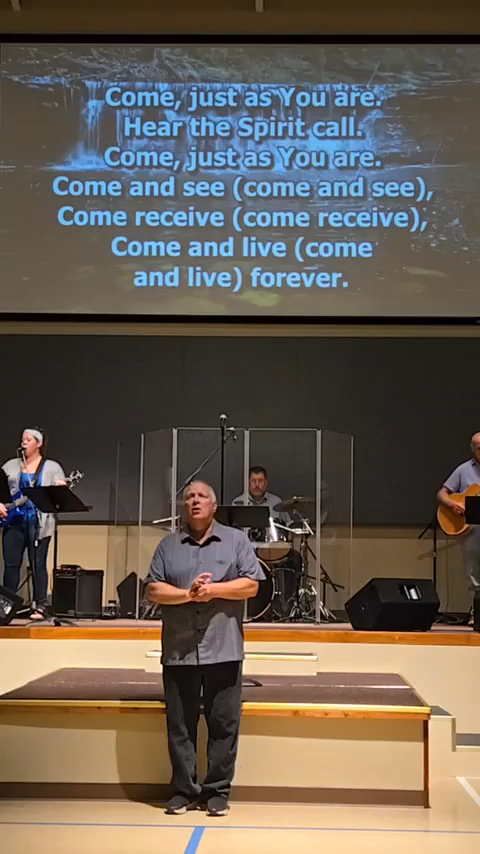 Come, just as You are.
Hear the Spirit call.
Come, just as You are.
Come and see (come and see),
Come receive (come receive),
Come and live (come
and live) forever.